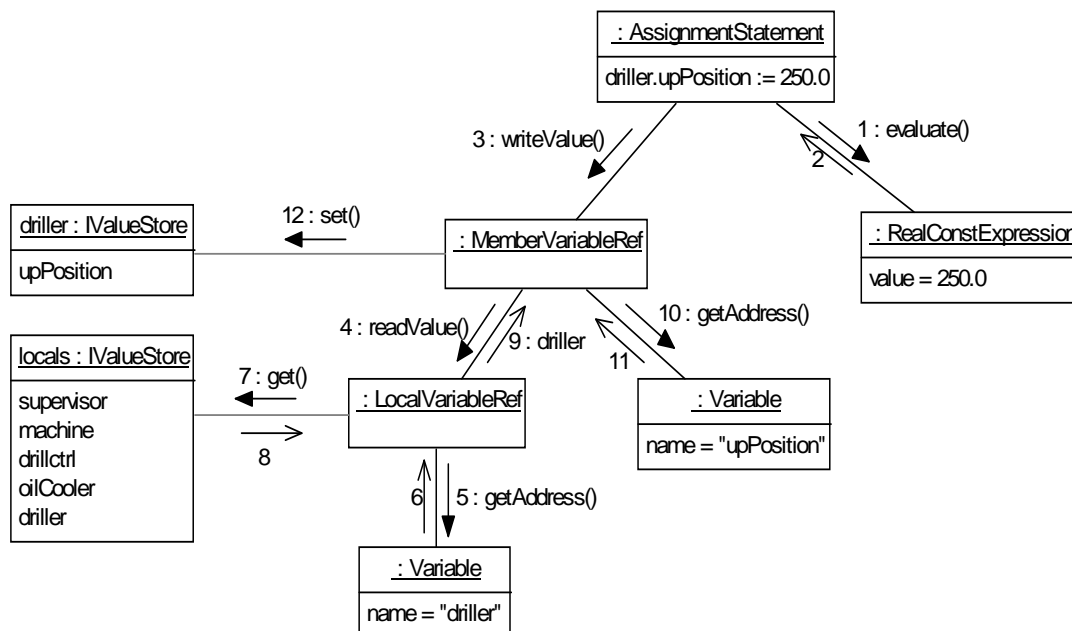 : AssignmentStatement
driller.upPosition := 250.0
3 : writeValue()
1 : evaluate()
2
driller : IValueStore
upPosition
12 : set()
: MemberVariableRef
: RealConstExpression
value = 250.0
4 : readValue()
9 : driller
10 : getAddress()
11
locals : IValueStore
supervisor
machine
drillctrl
oilCooler
driller
7 : get()
8
: LocalVariableRef
: Variable
name = "upPosition"
6
5 : getAddress()
: Variable
name = "driller"